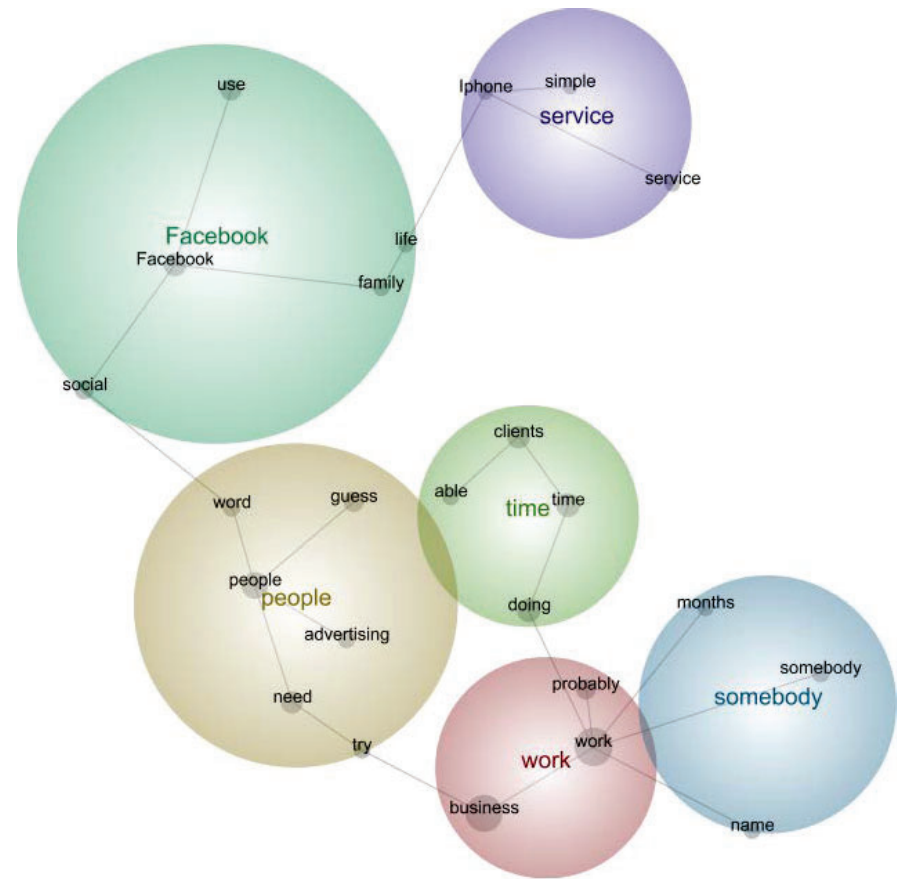 use
Iphone
simple
service
service
Facebook
Facebook
life
family
social
clients
able
time
time
word
guess
people
people
advertising
doing
months
need
probably
somebody
somebody
try
work
work
business
name